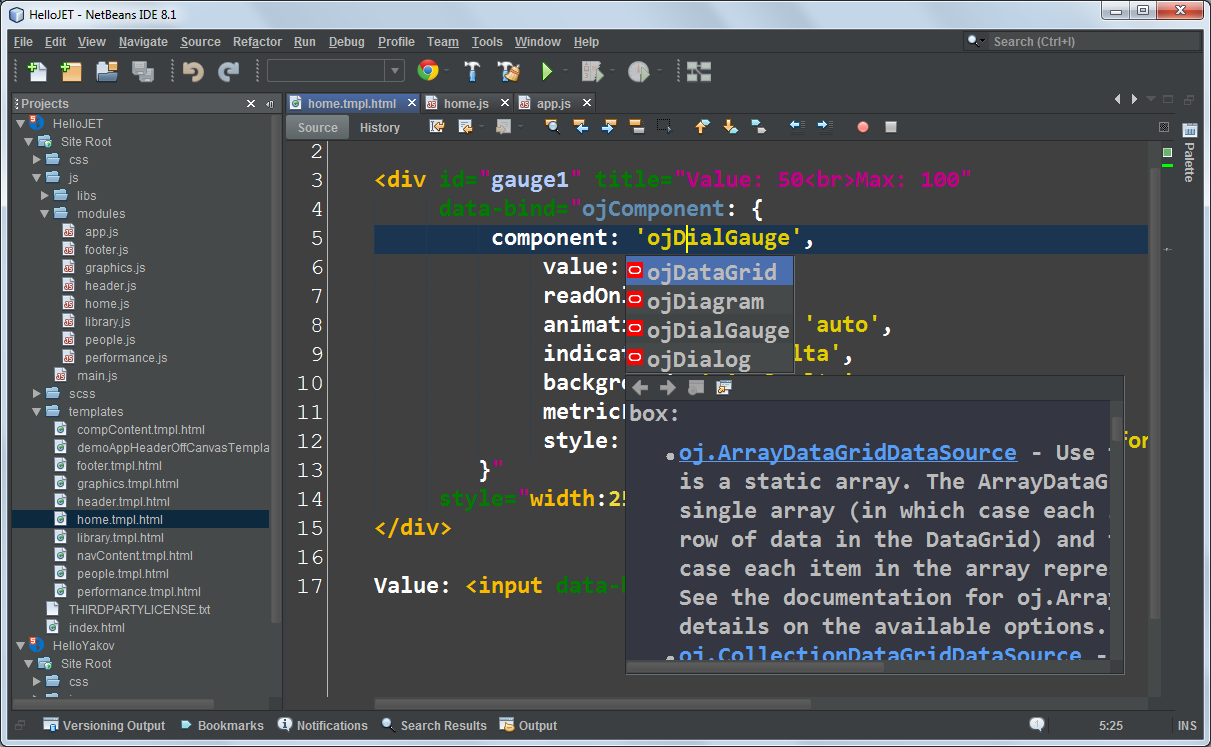 HelloJET - NetBeans IDE 8.1
File Edit View Navigate Source Refactor Run Debug Profile Team Tools Window Help
Search (Ctrl+I)
Projects
HelloJET
Site Root
css
js
libs
modules
app.js
footer.js
graphics.js
header.js
home.js
library.js
people.js
performance.js
main.js
scss
templates
compContent.tmpl.html
demoAppHeaderOffCanvasTempla
footer.tmpl.html
graphics.tmpl.html
header.tmpl.html
home.tmpl.html
library.tmpl.html
navContent.tmpl.html
people.tmpl.html
performance.tmpl.html
THIRDPARTYLICENSE.txt
index.html
HelloYakov
Site Root
css
home.tmpl.html home.js app.js
Source History
2
3 <div id="gauge1" title="Value: 50<br>Max: 100"
4 data-bind="ojComponent: {
5 component: 'ojDialGauge',
6 value:
7 readOn
8 animati 'auto',
9 indicat lta',
10 backgr
11 metric
12 style: for
13 }"
14 style="width:25
15 </div>
16
17 Value: <input data-
ojDataGrid
ojDiagram
ojDialGauge
ojDialog
box:
oj.ArrayDataGridDataSource - Use
is a static array. The ArrayDataG
single array (in which case each
row of data in the DataGrid) and
case each item in the array repre
See the documentation for oj.Array
details on the available options.
oj.CollectionDataGridDataSource -
Palette
Versioning Output Bookmarks Notifications Search Results Output
5:25 INS